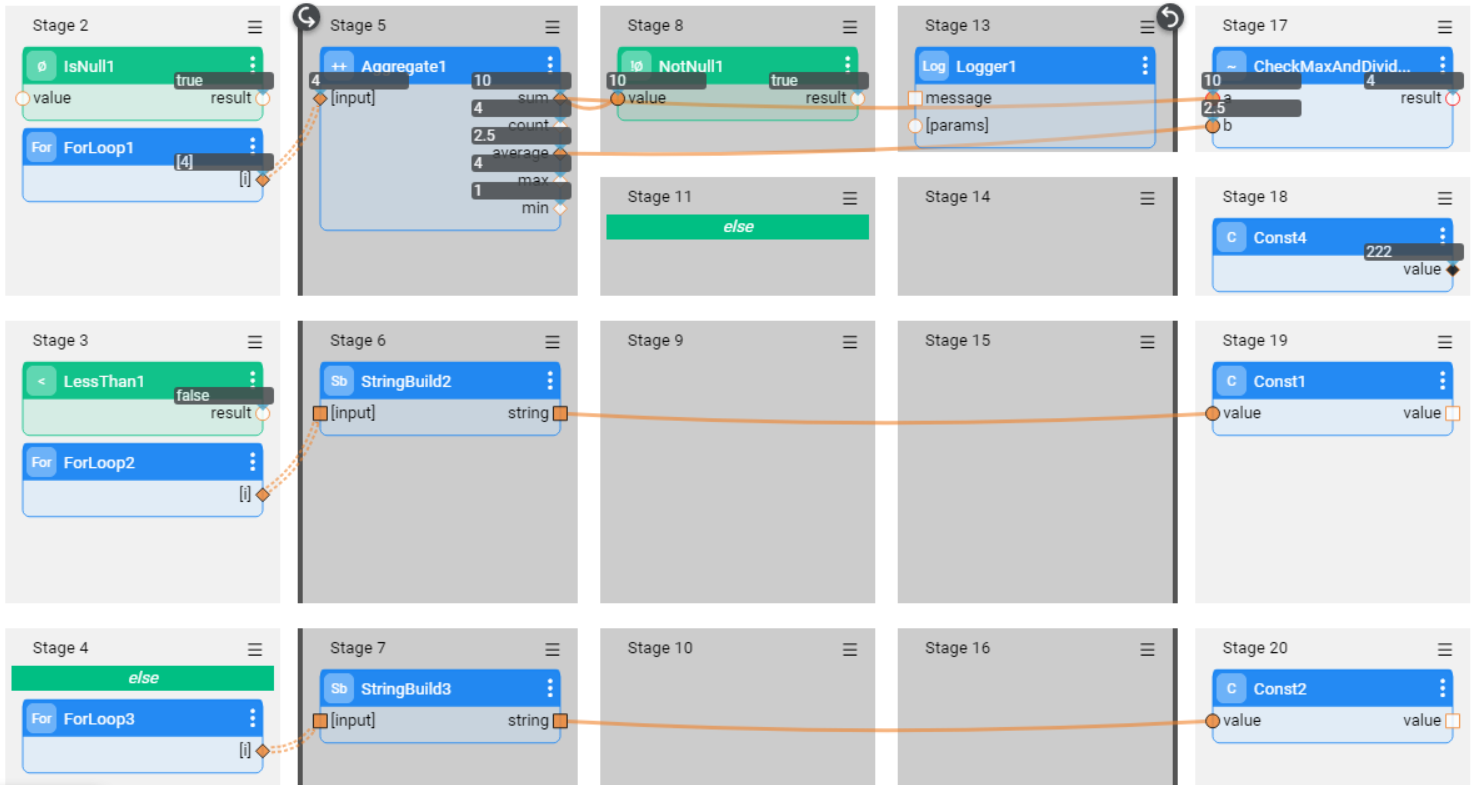 Stage 2
Ø IsNull1
true
value result
For ForLoop1
[4]
[i]
Stage 5
++ Aggregate1
4 10
[input] sum
4
count
2.5
average
4
max
1
min
Stage 8
!Ø NotNull1
10 true
value result
Stage 11
else
Stage 13
Log Logger1
message
[params]
Stage 14
Stage 17
~ CheckMaxAndDivid...
10 4
a result
2.5
b
Stage 18
C Const4
222
value
Stage 3
< LessThan1
false
result
For ForLoop2
[i]
Stage 6
Sb StringBuild2
[input] string
Stage 9
Stage 15
Stage 19
C Const1
value value
Stage 4
else
For ForLoop3
[i]
Stage 7
Sb StringBuild3
[input] string
Stage 10
Stage 16
Stage 20
C Const2
value value